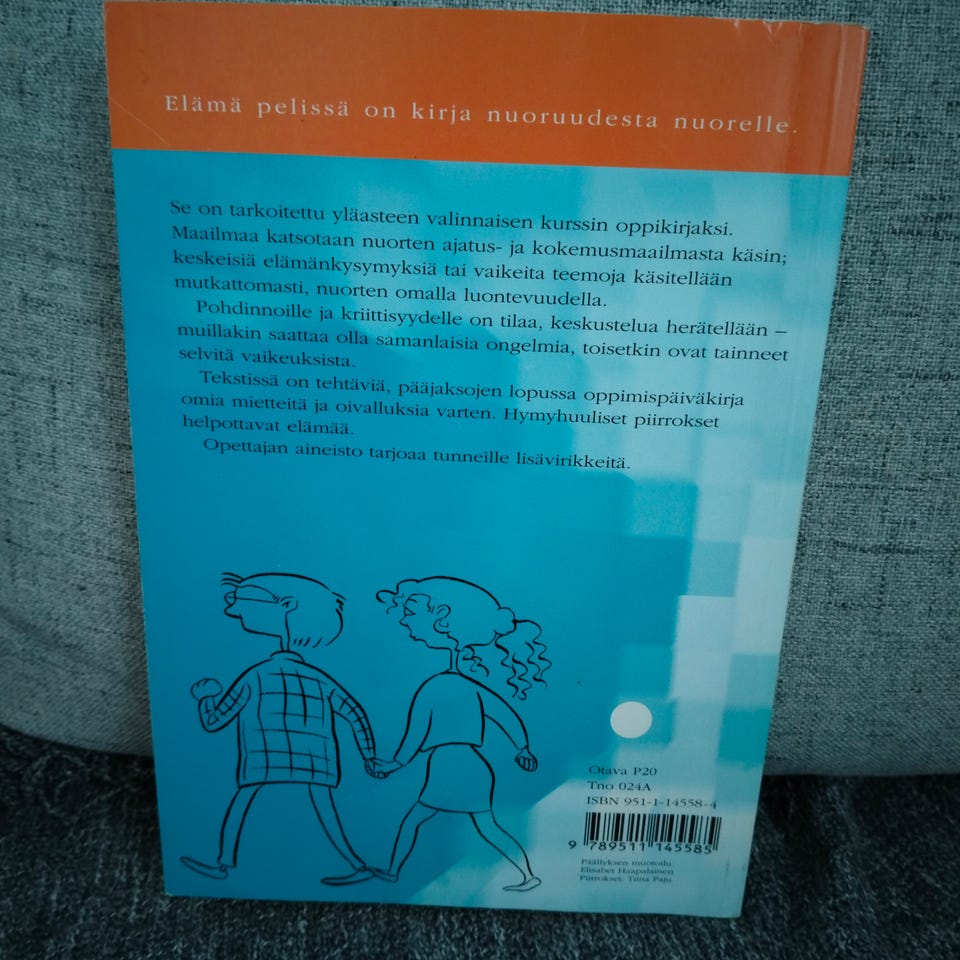 Elämä pelissä on kirja nuoruudesta nuorelle.
Se on tarkoitettu yläasteen valinnaisen kurssin oppikirjaksi.
Maailmaa katsotaan nuorten ajatus- ja kokemusmaailmasta käsin;
keskeisiä elämänkysymyksiä tai vaikeita teemoja käsitellään
mutkattomasti, nuorten omalla luontevuudella.
Pohdinnoille ja kriittisyydelle on tilaa, keskustelua herätellään –
muillakin saattaa olla samanlaisia ongelmia, toisetkin ovat tainneet
selvitä vaikeuksista.
Tekstissä on tehtäviä, pääjaksojen lopussa oppimispäiväkirja
omia mietteitä ja oivalluksia varten. Hymyhuuliset piirrokset
helpottavat elämää.
Opettajan aineisto tarjoaa tunneille lisävirikkeitä.
Otava P20
Tno 024A
ISBN 951-1-14558-4
9 789511 145585
Päällyksen muotoilu:
Elisabet Haapalainen
Piirrokset: Tiina Paju